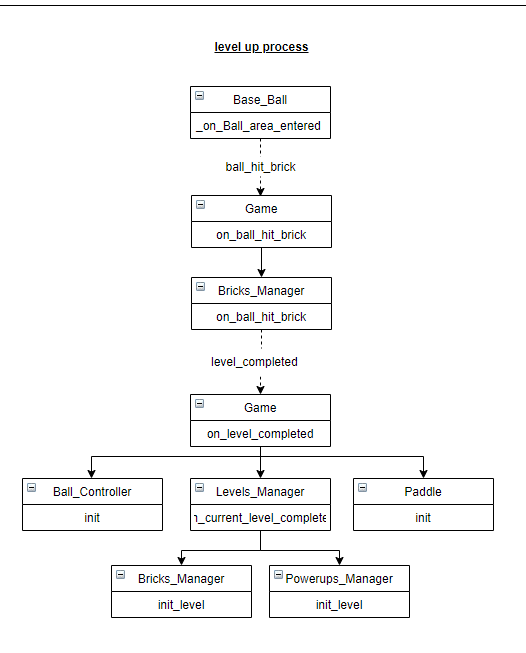 level up process
Base_Ball
_on_Ball_area_entered
ball_hit_brick
Game
on_ball_hit_brick
Bricks_Manager
on_ball_hit_brick
level_completed
Game
on_level_completed
Ball_Controller
Levels_Manager
Paddle
init
n_current_level_complete
init
Bricks_Manager
Powerups_Manager
init_level
init_level